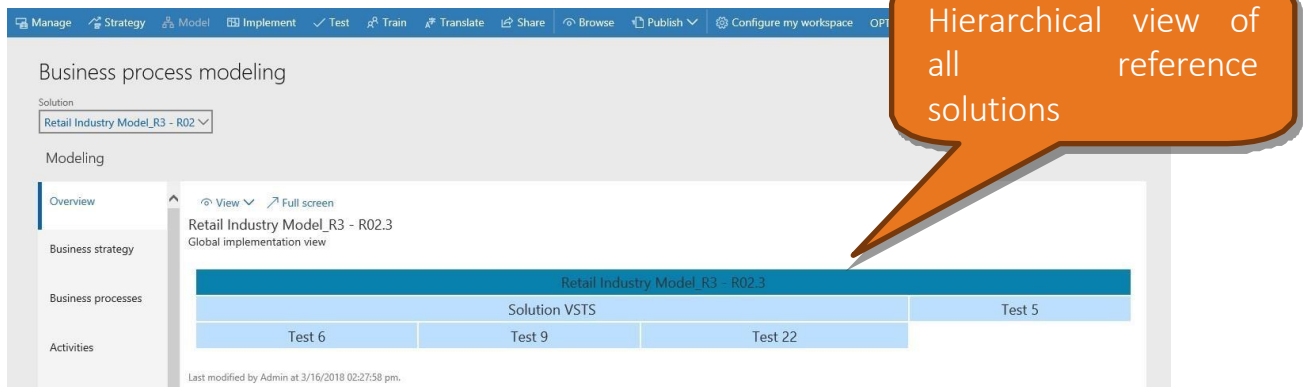 Manage Strategy Model Implement Test Train Translate Share Browse Publish Configure my workspace OPT
Hierarchical view of
all reference
solutions
Business process modeling
Solution
Retail Industry Model_R3 - R02
Modeling
Overview
View Full screen
Retail Industry Model_R3 - R02.3
Global implementation view
Business strategy
Retail Industry Model_R3 - R02.3
Business processes
Solution VSTS Test 5
Test 6 Test 9 Test 22
Activities
Last modified by Admin at 3/16/2018 02:27:58 pm.